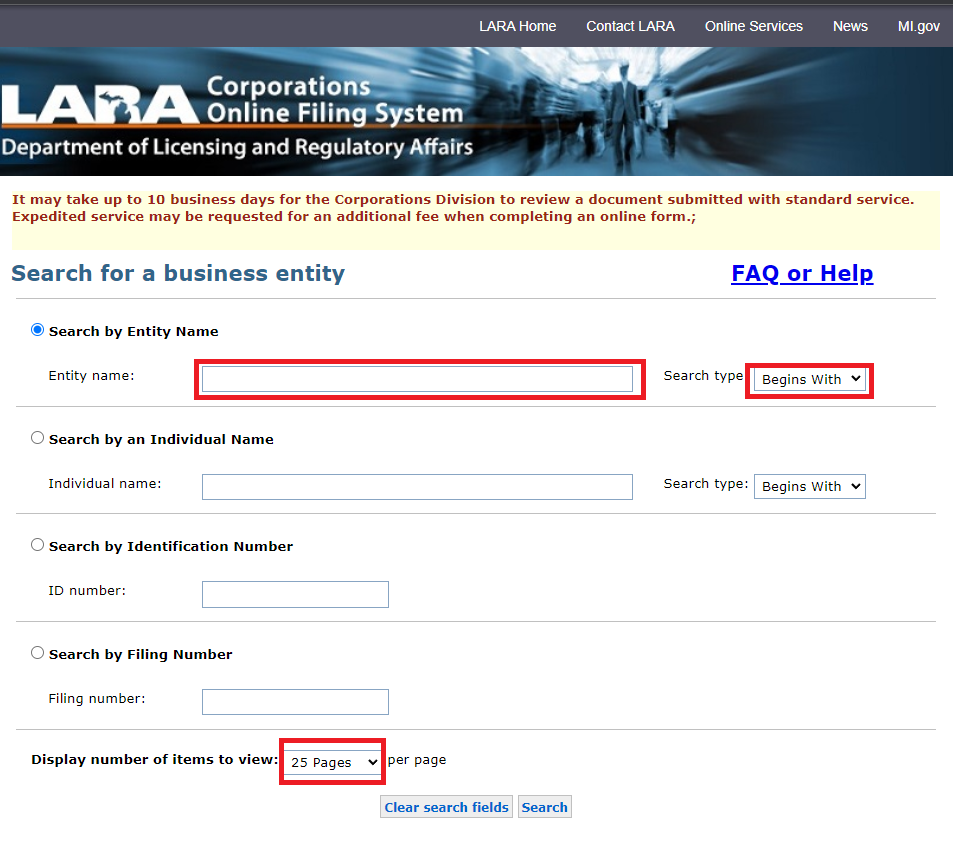 LARA Home Contact LARA Online Services News MI.gov
LARA Corporations
Online Filing System
Department of Licensing and Regulatory Affairs
It may take up to 10 business days for the Corporations Division to review a document submitted with standard service.
Expedited service may be requested for an additional fee when completing an online form.;
Search for a business entity FAQ or Help
Search by Entity Name
Entity name: Search type Begins With
Search by an Individual Name
Individual name: Search type: Begins With
Search by Identification Number
ID number:
Search by Filing Number
Filing number:
Display number of items to view: 25 Pages per page
Clear search fields Search